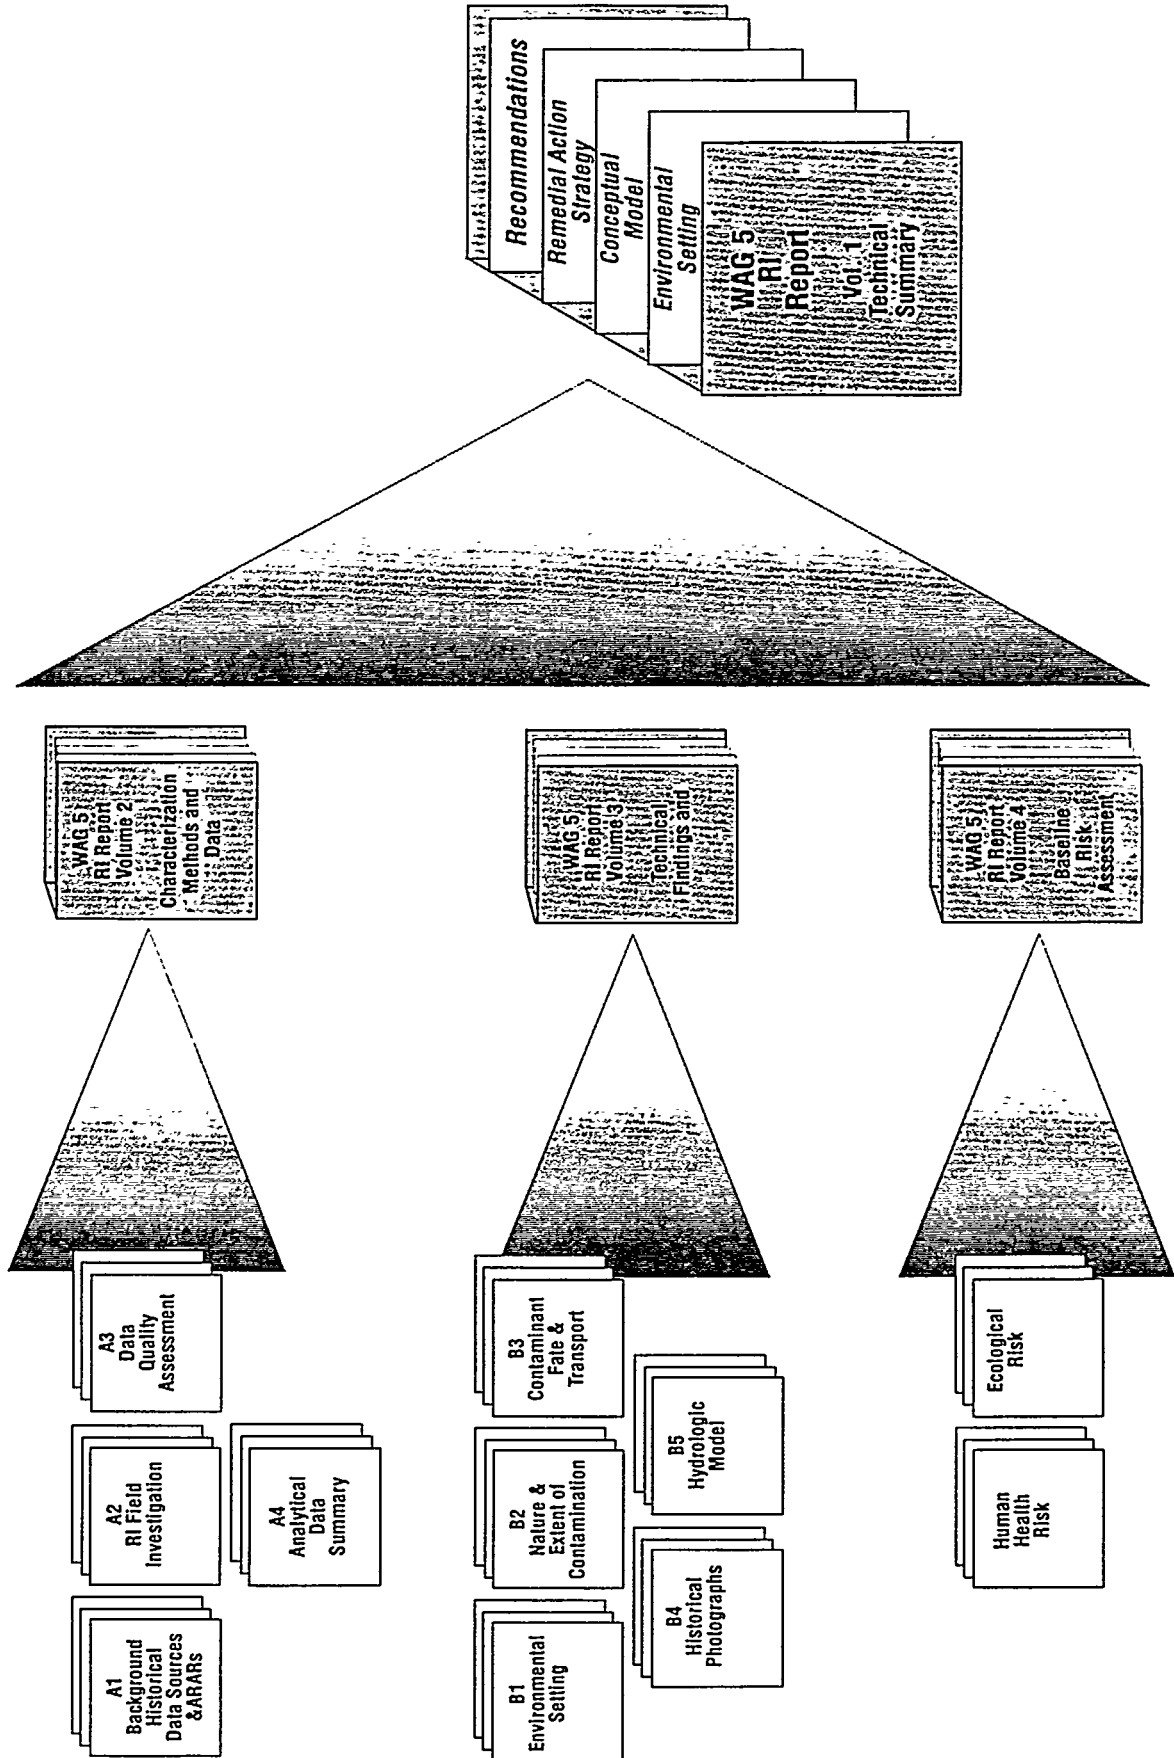 A1
Background
Historical
Data Sources
&ARARs
A2
RI Field
Investigation
A3
Data
Quality
Assessment
A4
Analytical
Data
Summary
WAG 5
RI Report
Volume 2
Characterization
Methods and
Data
B1
Environmental
Setting
B2
Nature &
Extent of
Contamination
B3
Contaminant
Fate &
Transport
B4
Historical
Photographs
B5
Hydrologic
Model
WAG 5
RI Report
Volume 3
Technical
Findings and
Human
Health
Risk
Ecological
Risk
WAG 5
RI Report
Volume 4
Baseline
Risk
Assessment
Recommendations
Remedial Action
Strategy
Conceptual
Model
Environmental
Setting
WAG 5
RI
Report
Vol. 1
Technical
Summary